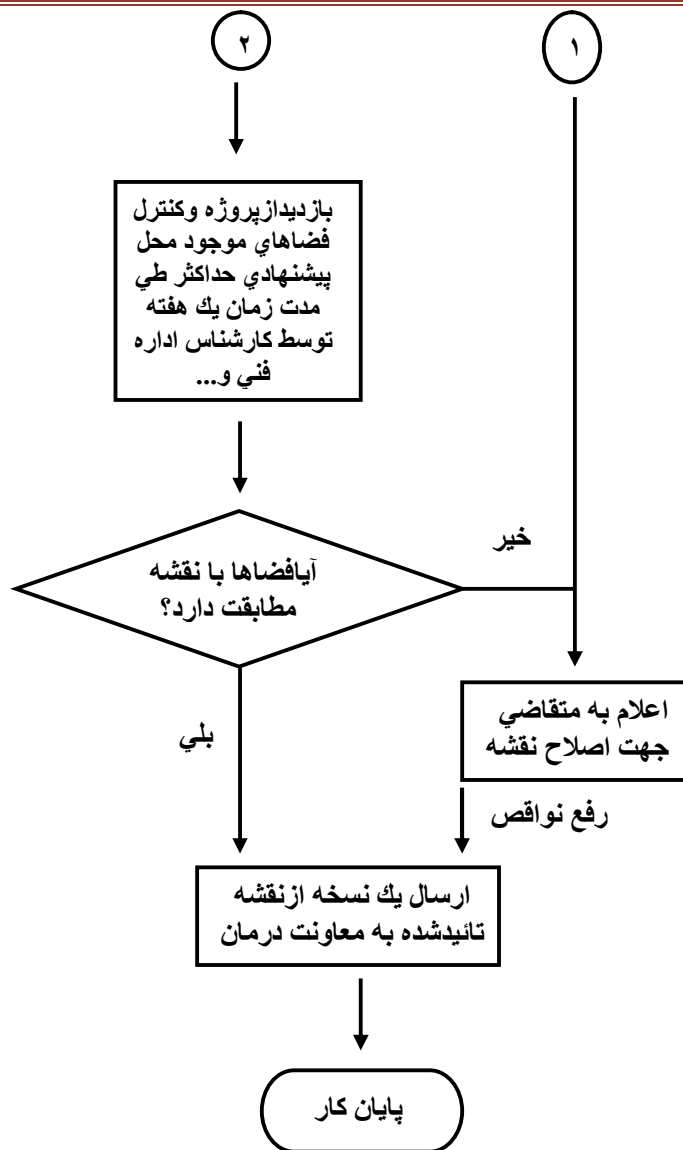 ۱
۲
بازديدازپروژه وكنترل
فضاهاي موجود محل
پيشنهادي حداكثر طي
مدت زمان يك هفته
توسط كارشناس اداره
فني و...
خير
آيافضاها با نقشه
مطابقت دارد؟
بلي
اعلام به متقاضي
جهت اصلاح نقشه
رفع نواقص
ارسال يك نسخه ازنقشه
تائيدشده به معاونت درمان
پايان كار